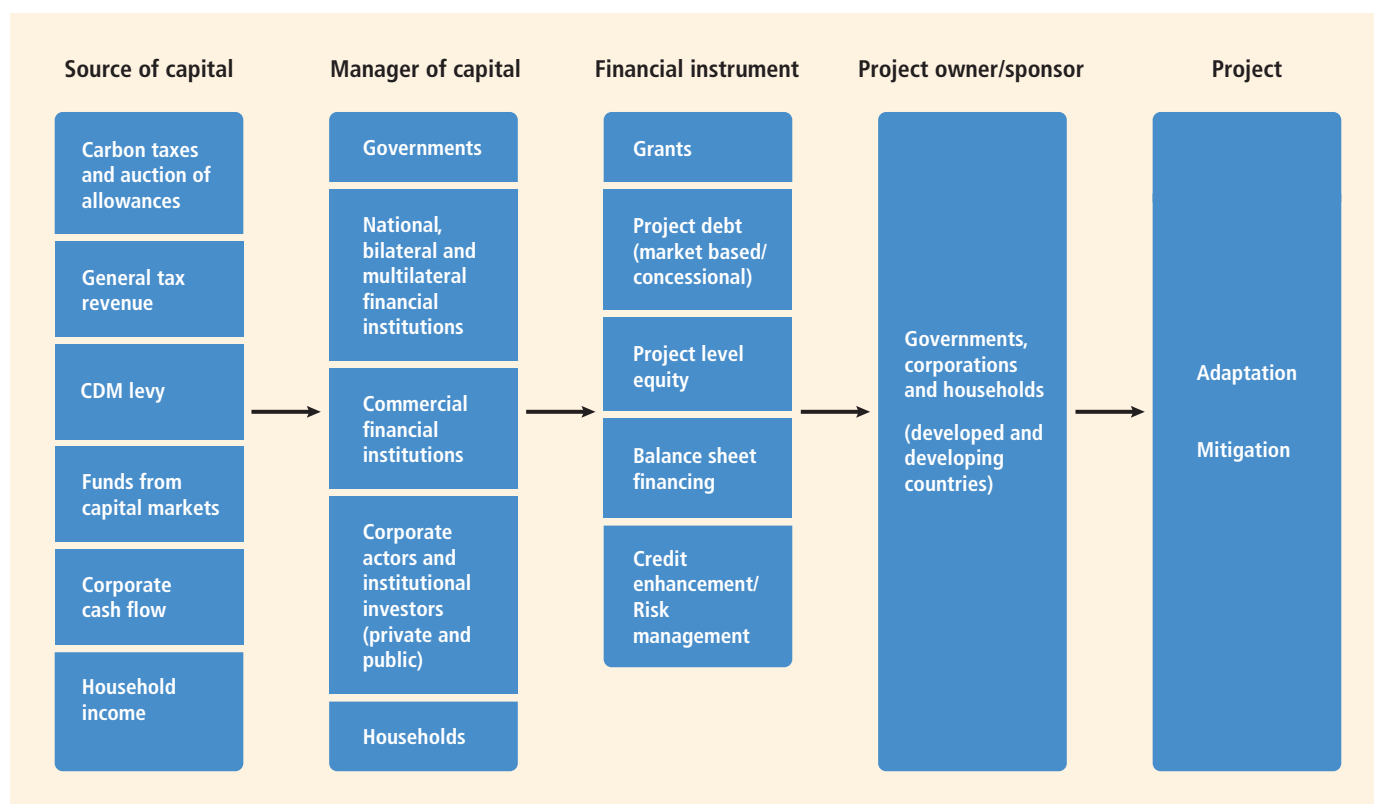 Source of capital
Carbon taxes
and auction of
allowances
General tax
revenue
CDM levy
Funds from
capital markets
Corporate
cash flow
Household
income
Manager of capital
Governments
National,
bilateral and
multilateral
financial
institutions
Commercial
financial
institutions
Corporate
actors and
institutional
investors
(private and
public)
Households
Financial instrument
Grants
Project debt
(market based/
concessional)
Project level
equity
Balance sheet
financing
Credit
enhancement/
Risk
management
Project owner/sponsor
Governments,
corporations
and households
(developed and
developing
countries)
Project
Adaptation
Mitigation